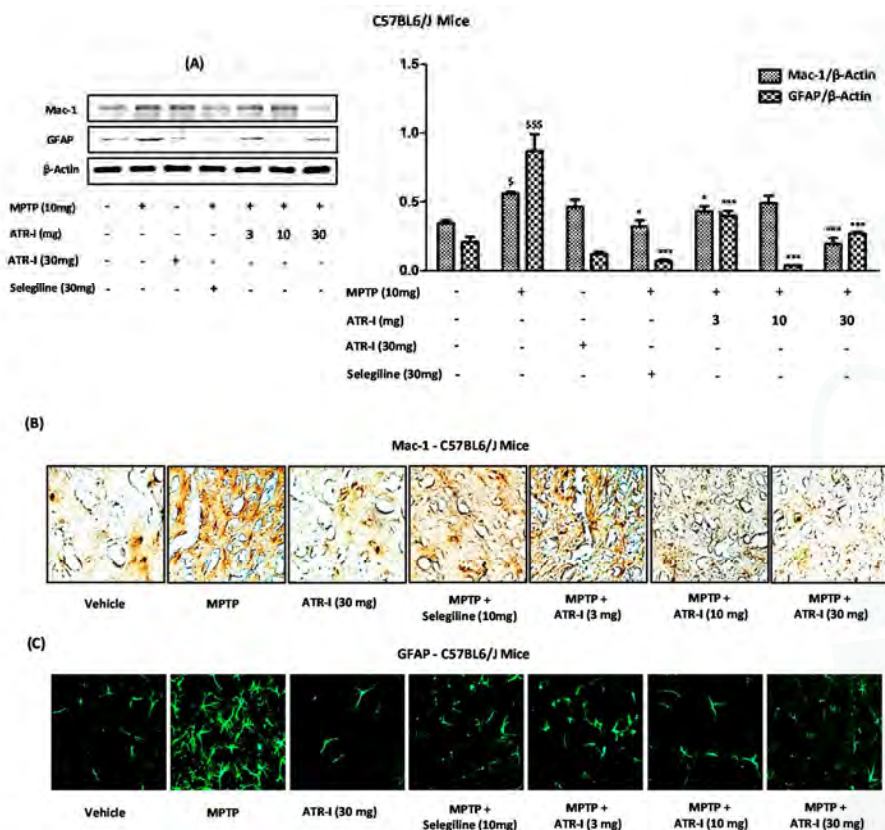 C57BL6/J Mice
(A)
Mac-1
GFAP
β-Actin
MPTP (10mg) - + - + + + +
ATR-I (mg) - - - - 3 10 30
ATR-I (30mg) - - + - - - -
Selegiline (30mg) - - - + - - -
1.5
1.0
0.5
0.0
Mac-1/β-Actin
GFAP/β-Actin
$ $$$ * *** * *** *** *** ***
MPTP (10mg) - + - + + + +
ATR-I (mg) - - - - 3 10 30
ATR-I (30mg) - - + - - - -
Selegiline (30mg) - - - + - - -
(B)
Mac-1 - C57BL6/J Mice
Vehicle
MPTP
ATR-I (30 mg)
MPTP +
Selegiline (10mg)
MPTP +
ATR-I (3 mg)
MPTP +
ATR-I (10 mg)
MPTP +
ATR-I (30 mg)
(C)
GFAP - C57BL6/J Mice
Vehicle
MPTP
ATR-I (30 mg)
MPTP +
Selegiline (10mg)
MPTP +
ATR-I (3 mg)
MPTP +
ATR-I (10 mg)
MPTP +
ATR-I (30 mg)